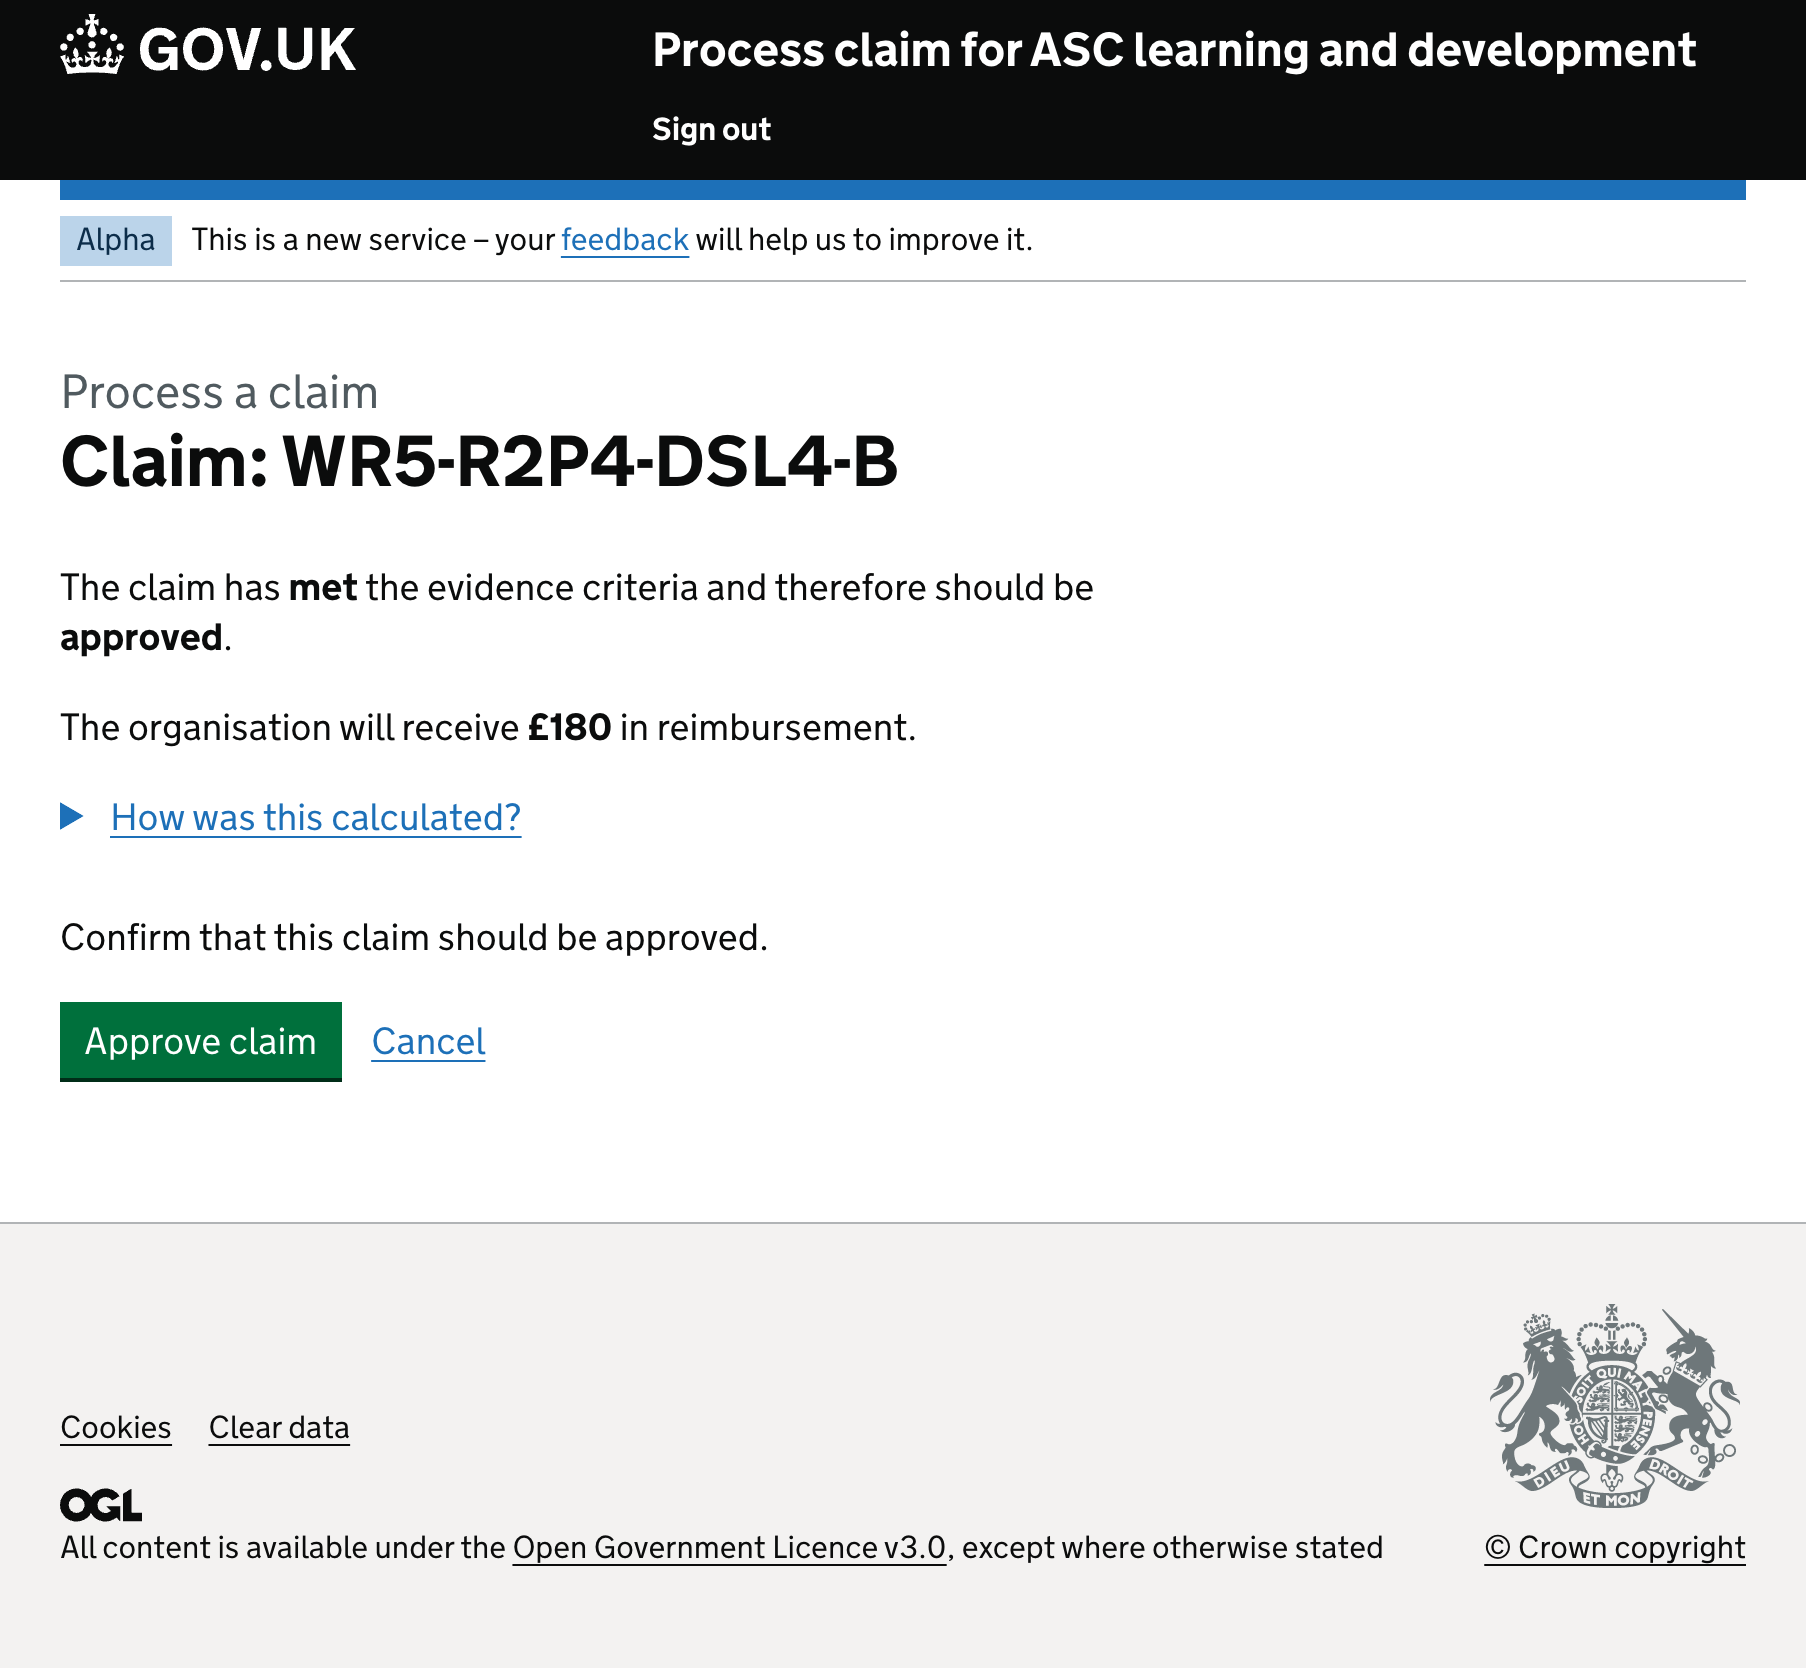 GOV.UK
Process claim for ASC learning and development
Sign out
Alpha
This is a new service – your feedback will help us to improve it.
Process a claim
Claim: WR5-R2P4-DSL4-B
The claim has met the evidence criteria and therefore should be
approved.
The organisation will receive £180 in reimbursement.
How was this calculated?
Confirm that this claim should be approved.
Approve claim
Cancel
Cookies
Clear data
OGL
All content is available under the Open Government Licence v3.0, except where otherwise stated
SOIT QUI MAL
PENSE
HON
DIEU
ET MON
DROIT
© Crown copyright